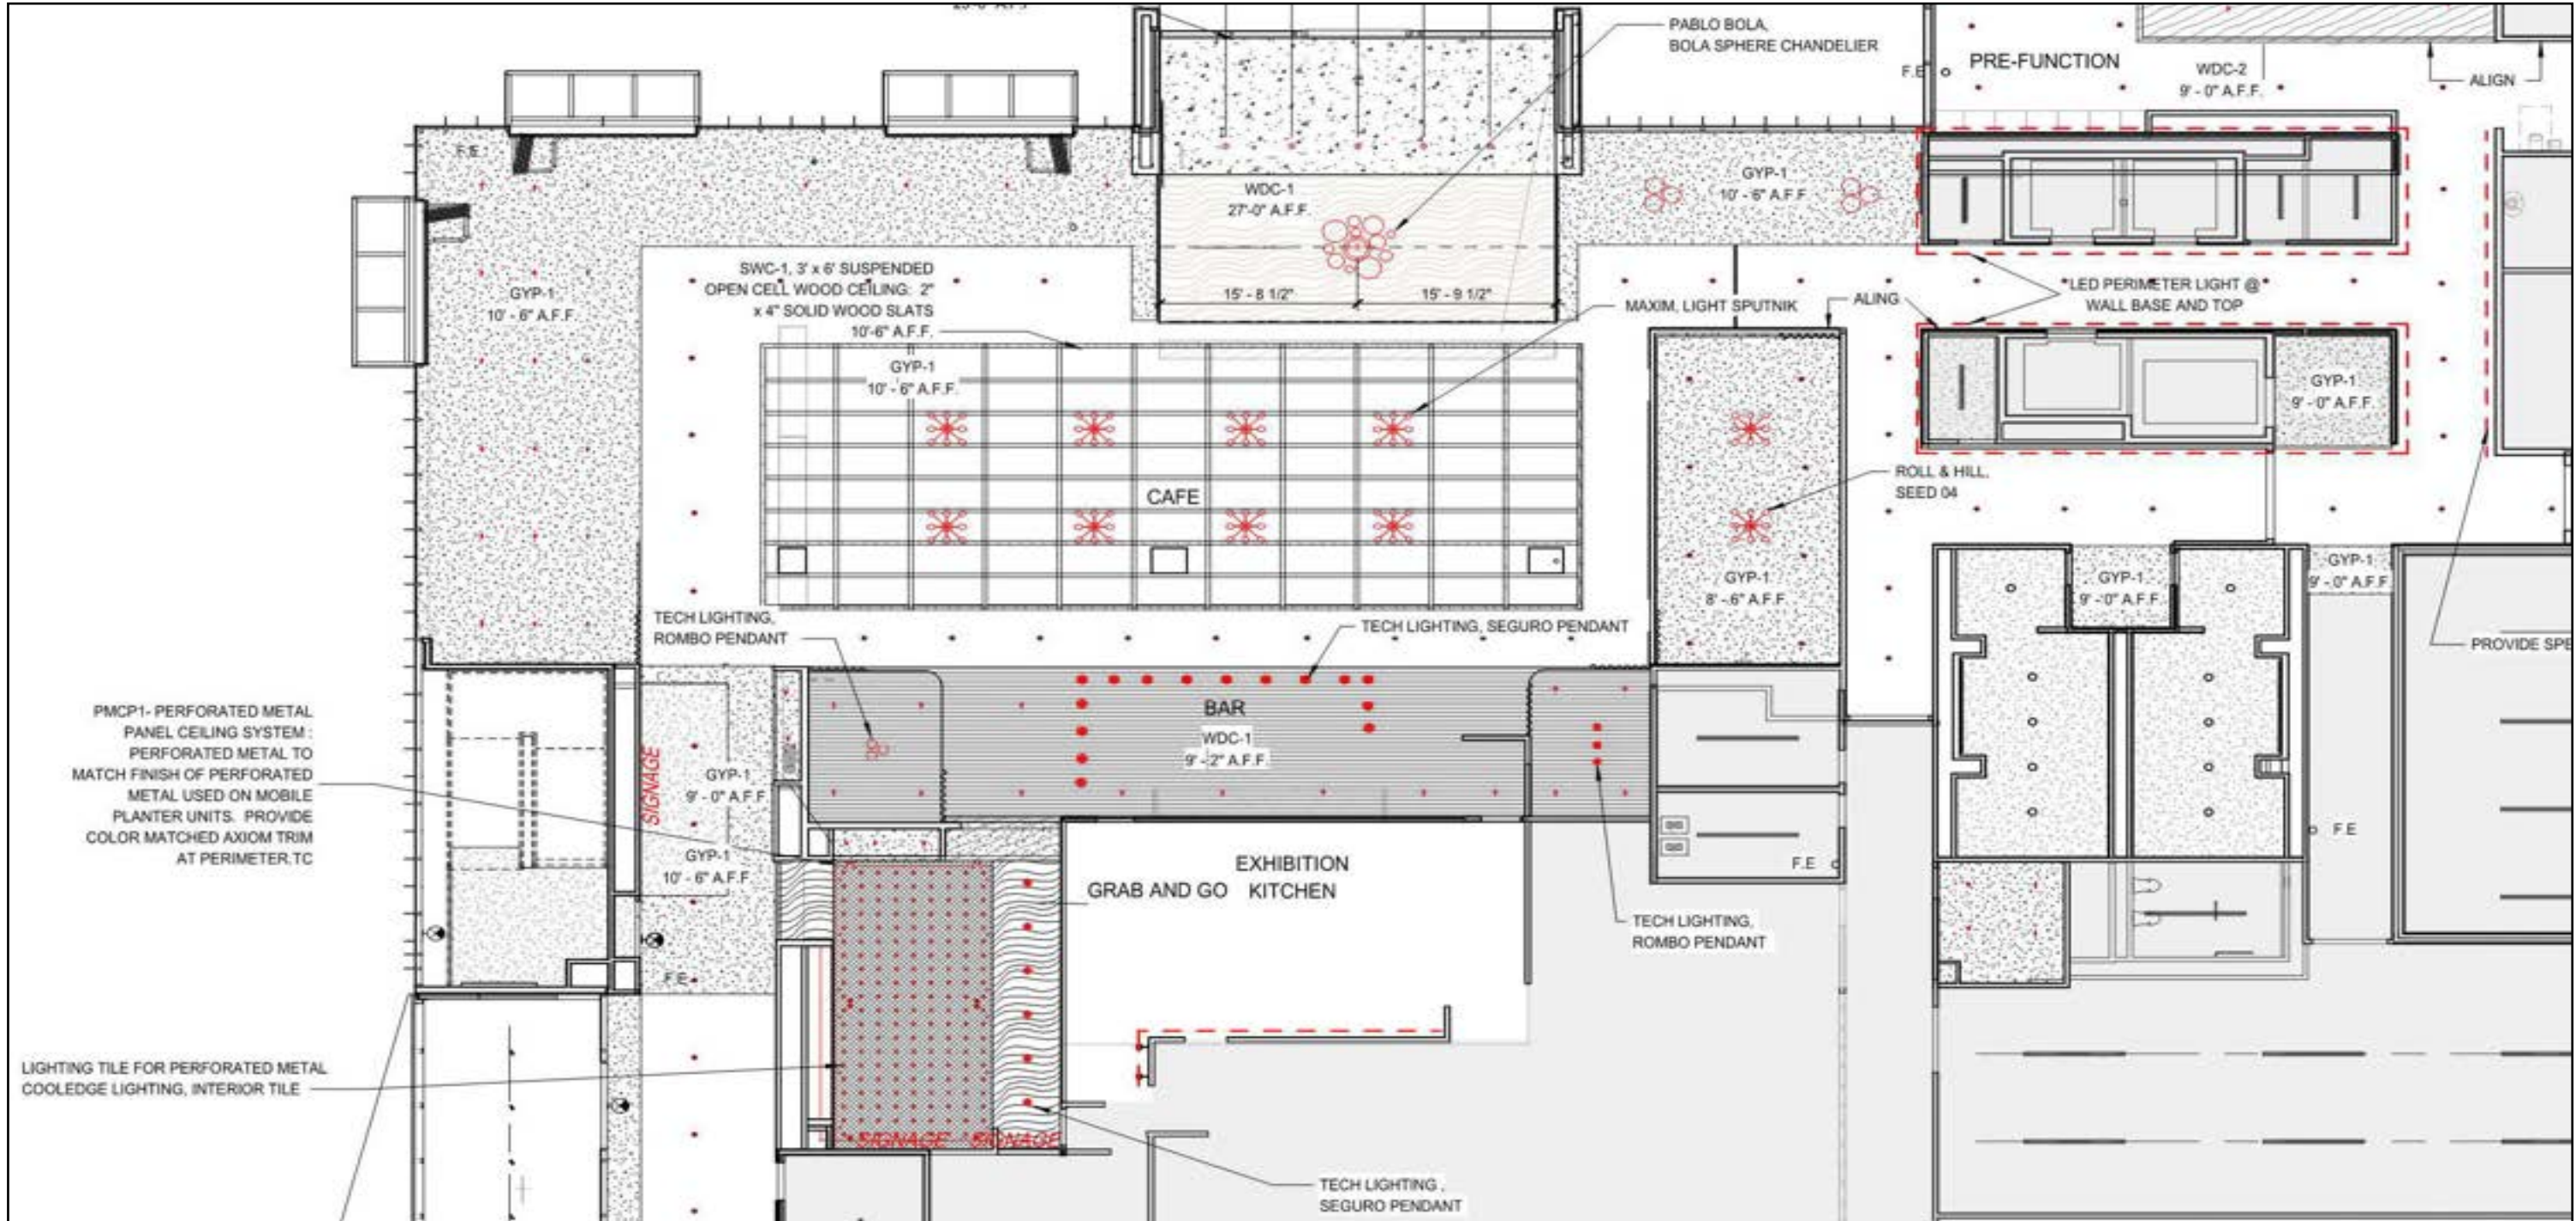 PABLO BOLA,
BOLA SPHERE CHANDELIER
F.E
PRE-FUNCTION
WDC-2
9' - 0" A.F.F.
ALIGN
F.E
WDC-1
27'-0" A.F.F.
GYP-1
10' - 6" A.F.F
SWC-1, 3' x 6' SUSPENDED
OPEN CELL WOOD CEILING: 2"
x 4" SOLID WOOD SLATS
10'-6" A.F.F.
GYP-1
10' - 6" A.F.F.
15' - 8 1/2"
15' - 9 1/2"
MAXIM, LIGHT SPUTNIK
ALING
LED PERIMETER LIGHT @
WALL BASE AND TOP
GYP-1
10' - 6" A.F.F.
GYP-1
9' - 0" A.F.F.
CAFE
ROLL & HILL,
SEED 04
GYP-1
8' - 6" A.F.F.
GYP-1
9' - 0" A.F.F.
GYP-1
9' - 0" A.F.F
TECH LIGHTING,
ROMBO PENDANT
TECH LIGHTING, SEGURO PENDANT
PROVIDE SPE
PMCP1- PERFORATED METAL
PANEL CEILING SYSTEM :
PERFORATED METAL TO
MATCH FINISH OF PERFORATED
METAL USED ON MOBILE
PLANTER UNITS. PROVIDE
COLOR MATCHED AXIOM TRIM
AT PERIMETER.TC
SIGNAGE
GYP-1
9' - 0" A.F.F
BAR
WDC-1
9' - 2" A.F.F.
GYP-1
10' - 6" A.F.F.
EXHIBITION
GRAB AND GO KITCHEN
F.E
F.E
TECH LIGHTING,
ROMBO PENDANT
F.E
LIGHTING TILE FOR PERFORATED METAL
COOLEDGE LIGHTING, INTERIOR TILE
SIGNAGE SIGNAGE
TECH LIGHTING ,
SEGURO PENDANT